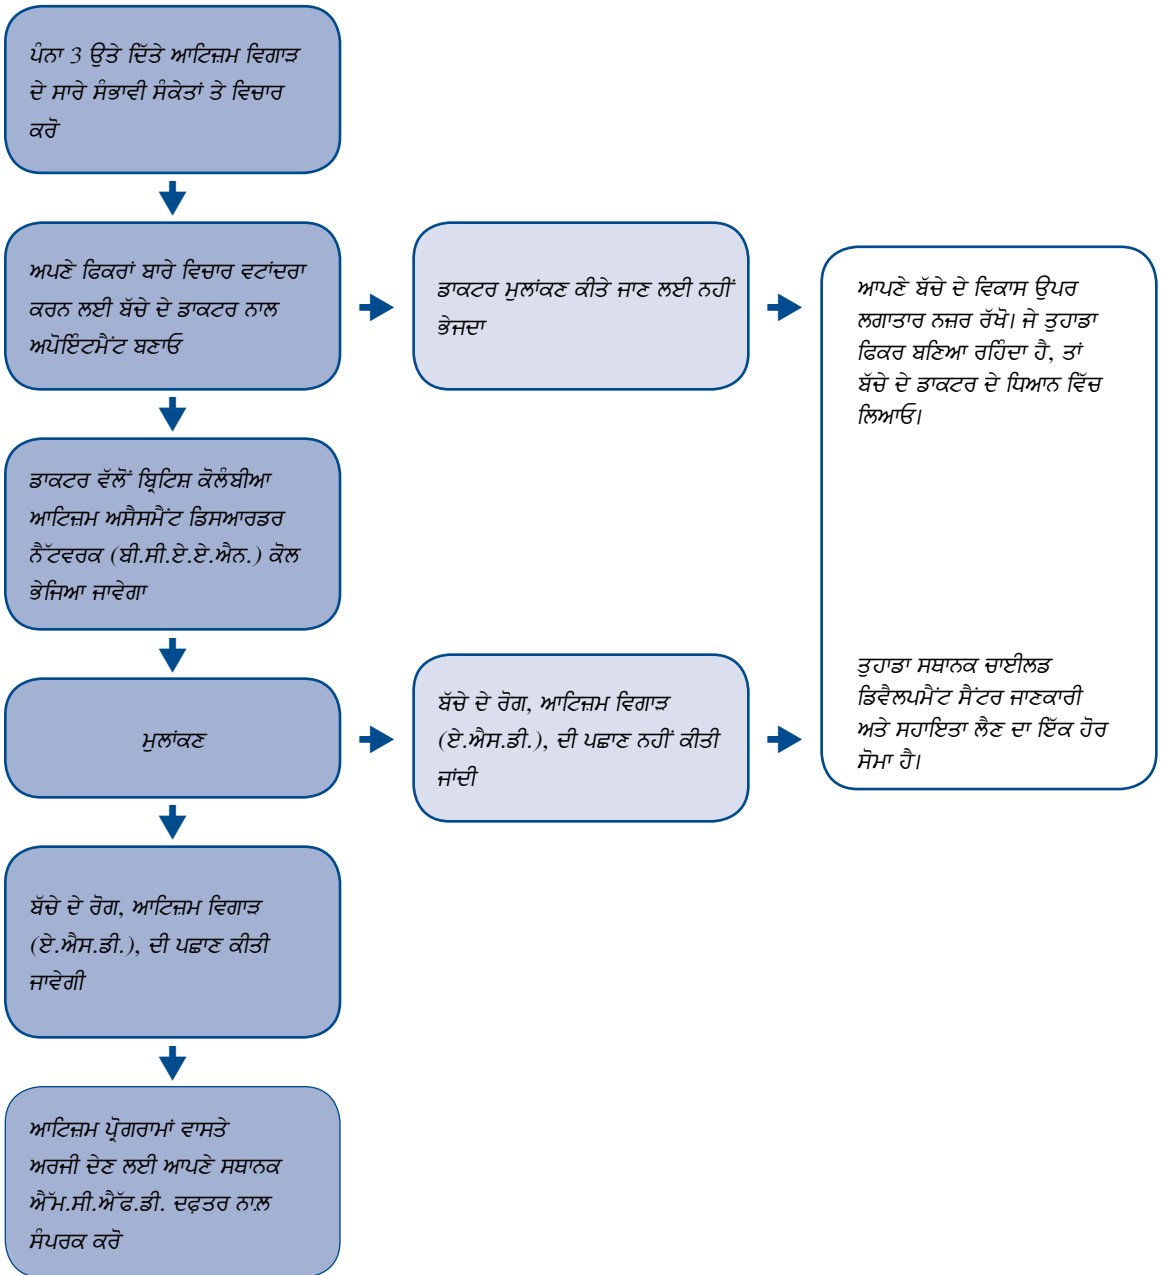 ਪੰਨਾ 3 ਉਤੇ ਦਿੱਤੇ ਆਟਿਜ਼ਮ ਵਿਗਾੜ
ਦੇ ਸਾਰੇ ਸੰਭਾਵੀ ਸੰਕੇਤਾਂ ਤੇ ਵਿਚਾਰ
ਕਰੋ
ਅਪਣੇ ਫਿਕਰਾਂ ਬਾਰੇ ਵਿਚਾਰ ਵਟਾਂਦਰਾ
ਕਰਨ ਲਈ ਬੱਚੇ ਦੇ ਡਾਕਟਰ ਨਾਲ
ਅਪੋਇੰਟਮੈਂਟ ਬਣਾਓ
ਡਾਕਟਰ ਮੁਲਾਂਕਣ ਕੀਤੇ ਜਾਣ ਲਈ ਨਹੀਂ
ਭੇਜਦਾ
ਆਪਣੇ ਬੱਚੇ ਦੇ ਵਿਕਾਸ ਉਪਰ
ਲਗਾਤਾਰ ਨਜ਼ਰ ਰੱਖੋ। ਜੇ ਤੁਹਾਡਾ
ਫਿਕਰ ਬਣਿਆ ਰਹਿੰਦਾ ਹੈ, ਤਾਂ
ਬੱਚੇ ਦੇ ਡਾਕਟਰ ਦੇ ਧਿਆਨ ਵਿੱਚ
ਲਿਆਓ।
ਡਾਕਟਰ ਵੱਲੋਂ ਬ੍ਰਿਟਿਸ਼ ਕੋਲੰਬੀਆ
ਆਟਿਜ਼ਮ ਅਸੈਸਮੈਂਟ ਡਿਸਆਰਡਰ
ਨੈੱਟਵਰਕ (ਬੀ.ਸੀ.ਏ.ਏ.ਐਨ.) ਕੋਲ
ਭੇਜਿਆ ਜਾਵੇਗਾ
ਮੁਲਾਂਕਣ
ਬੱਚੇ ਦੇ ਰੋਗ, ਆਟਿਜ਼ਮ ਵਿਗਾੜ
(ਏ.ਐਸ.ਡੀ.), ਦੀ ਪਛਾਣ ਨਹੀਂ ਕੀਤੀ
ਜਾਂਦੀ
ਤੁਹਾਡਾ ਸਥਾਨਕ ਚਾਈਲਡ
ਡਿਵੈਲਪਮੈਂਟ ਸੈਂਟਰ ਜਾਣਕਾਰੀ
ਅਤੇ ਸਹਾਇਤਾ ਲੈਣ ਦਾ ਇੱਕ ਹੋਰ
ਸੋਮਾ ਹੈ।
ਬੱਚੇ ਦੇ ਰੋਗ, ਆਟਿਜ਼ਮ ਵਿਗਾੜ
(ਏ.ਐਸ.ਡੀ.), ਦੀ ਪਛਾਣ ਕੀਤੀ
ਜਾਵੇਗੀ
ਆਟਿਜ਼ਮ ਪ੍ਰੋਗਰਾਮਾਂ ਵਾਸਤੇ
ਅਰਜੀ ਦੇਣ ਲਈ ਆਪਣੇ ਸਥਾਨਕ
ਐੱਮ.ਸੀ.ਐੱਫ.ਡੀ. ਦਫ਼ਤਰ ਨਾਲ਼
ਸੰਪਰਕ ਕਰੋ